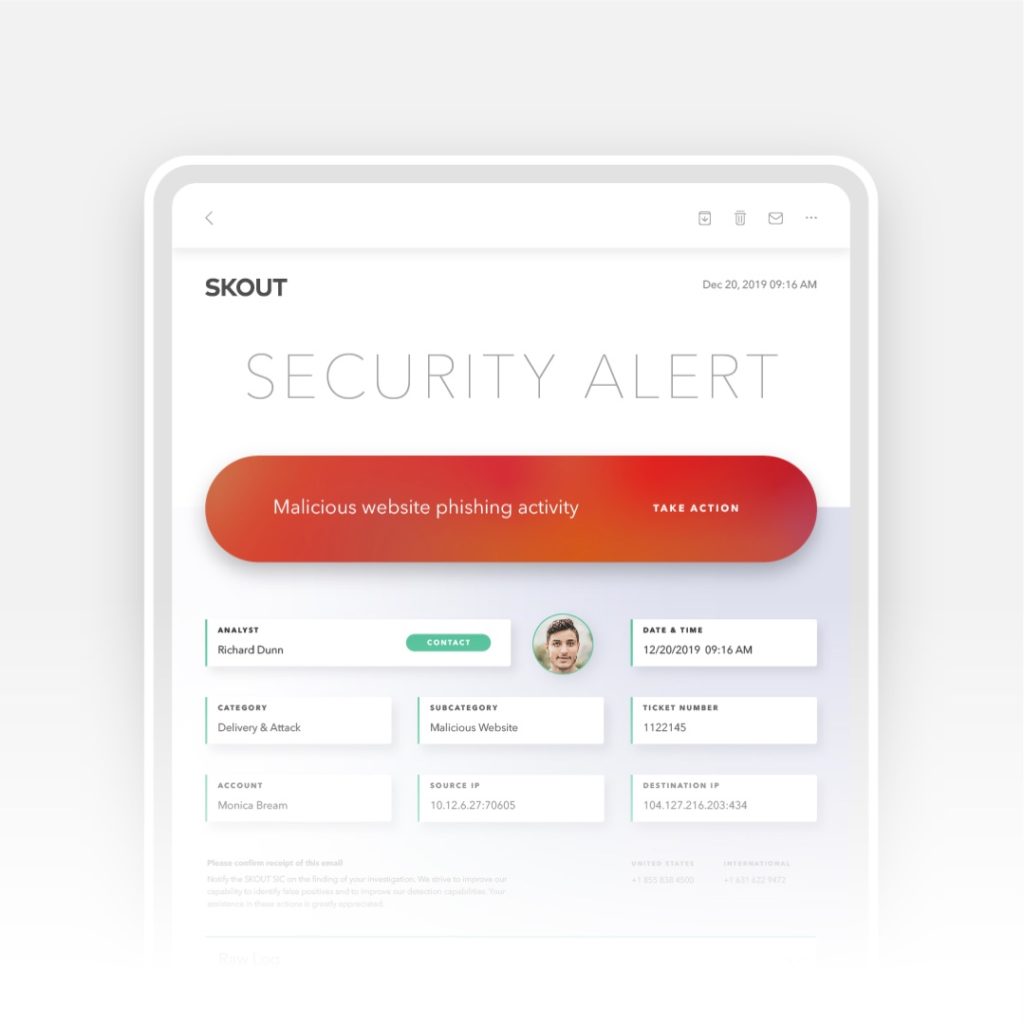 SKOUT
Dec 20, 2019 09:16 AM
SECURITY ALERT
Malicious website phishing activity
TAKE ACTION
ANALYST
Richard Dunn
CONTACT
DATE & TIME
12/20/2019 09:16 AM
CATEGORY
Delivery & Attack
SUBCATEGORY
Malicious Website
TICKET NUMBER
1122145
ACCOUNT
Monica Bream
SOURCE IP
10.12.6.27:70605
DESTINATION IP
104.127.216.203:434
Please confirm receipt of this email
Notify the SKOUT SIC on the finding of your investigation. We strive to improve our
capability to identify false positives and to improve our detection capabilities. Your
assistance in these actions is greatly appreciated.
UNITED STATES
+1 855 838 4500
INTERNATIONAL
+1 631 622 9472
Raw Log